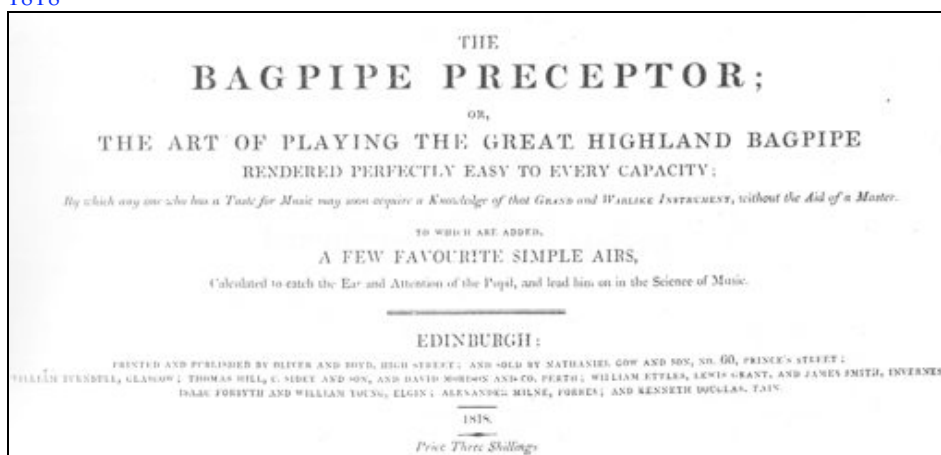 1818
THE
BAGPIPE PRECEPTOR;
OR,
THE ART OF PLAYING THE GREAT HIGHLAND BAGPIPE
RENDERED PERFECTLY EASY TO EVERY CAPACITY;
By which any one who has a Taste for Music may soon acquire a Knowledge of that GRAND and WARLIKE INSTRUMENT, without the Aid of a Master.
TO WHICH ARE ADDED,
A FEW FAVOURITE SIMPLE AIRS,
Calculated to catch the Ear and Attention of the Pupil, and lead him on in the Science of Music.
EDINBURGH:
PRINTED AND PUBLISHED BY OLIVER AND BOYD, HIGH STREET; AND SOLD BY NATHANIEL GOW AND SON, NO. 60, PRINCE'S STREET;
WILLIAM TURNBULL, GLASGOW; THOMAS HILL, C. SIDEY AND SON, AND DAVID MORISON AND CO. PERTH; WILLIAM ETTLES, LEWIS GRANT, AND JAMES SMITH, INVERNES
ISAAC FORSYTH AND WILLIAM YOUNG, ELGIN; ALEXANDER MILNE, FORRES; AND KENNETH DOUGLAS, TAIN.
1818.
Price Three Shillings